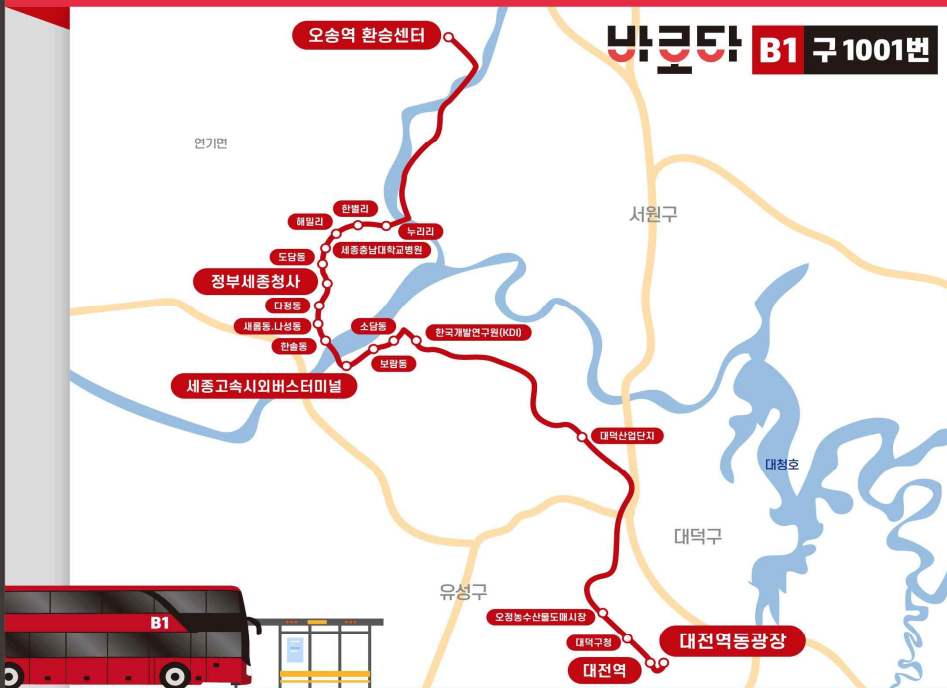 바로타 B1 구 1001번
오송역 환승센터
연기면
서원구
한별리
해밀리
누리리
세종충남대학교병원
도담동
정부세종청사
다정동
새롬동.나성동
한솔동
소담동
한국개발연구원(KDI)
보람동
세종고속시외버스터미널
대덕산업단지
대청호
대덕구
유성구
오정농수산물도매시장
대덕구청
대전역동광장
대전역
B1